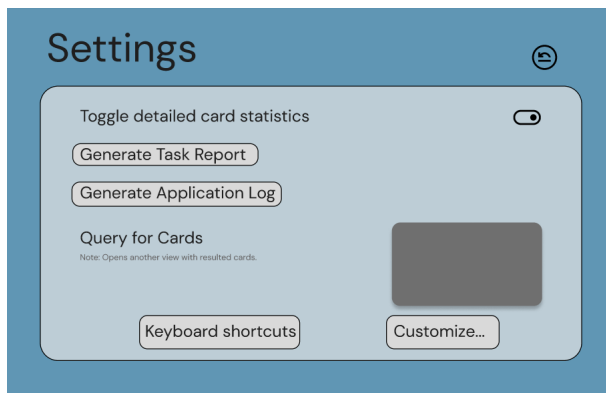 Settings
Toggle detailed card statistics
Generate Task Report
Generate Application Log
Query for Cards
Note: Opens another view with resulted cards.
Keyboard shortcuts
Customize...